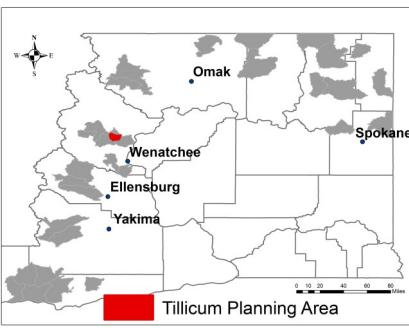 N
W E
S
Omak
Spokane
Wenatchee
Ellensburg
Yakima
0 10 20 40 60 80
Miles
Tillicum Planning Area